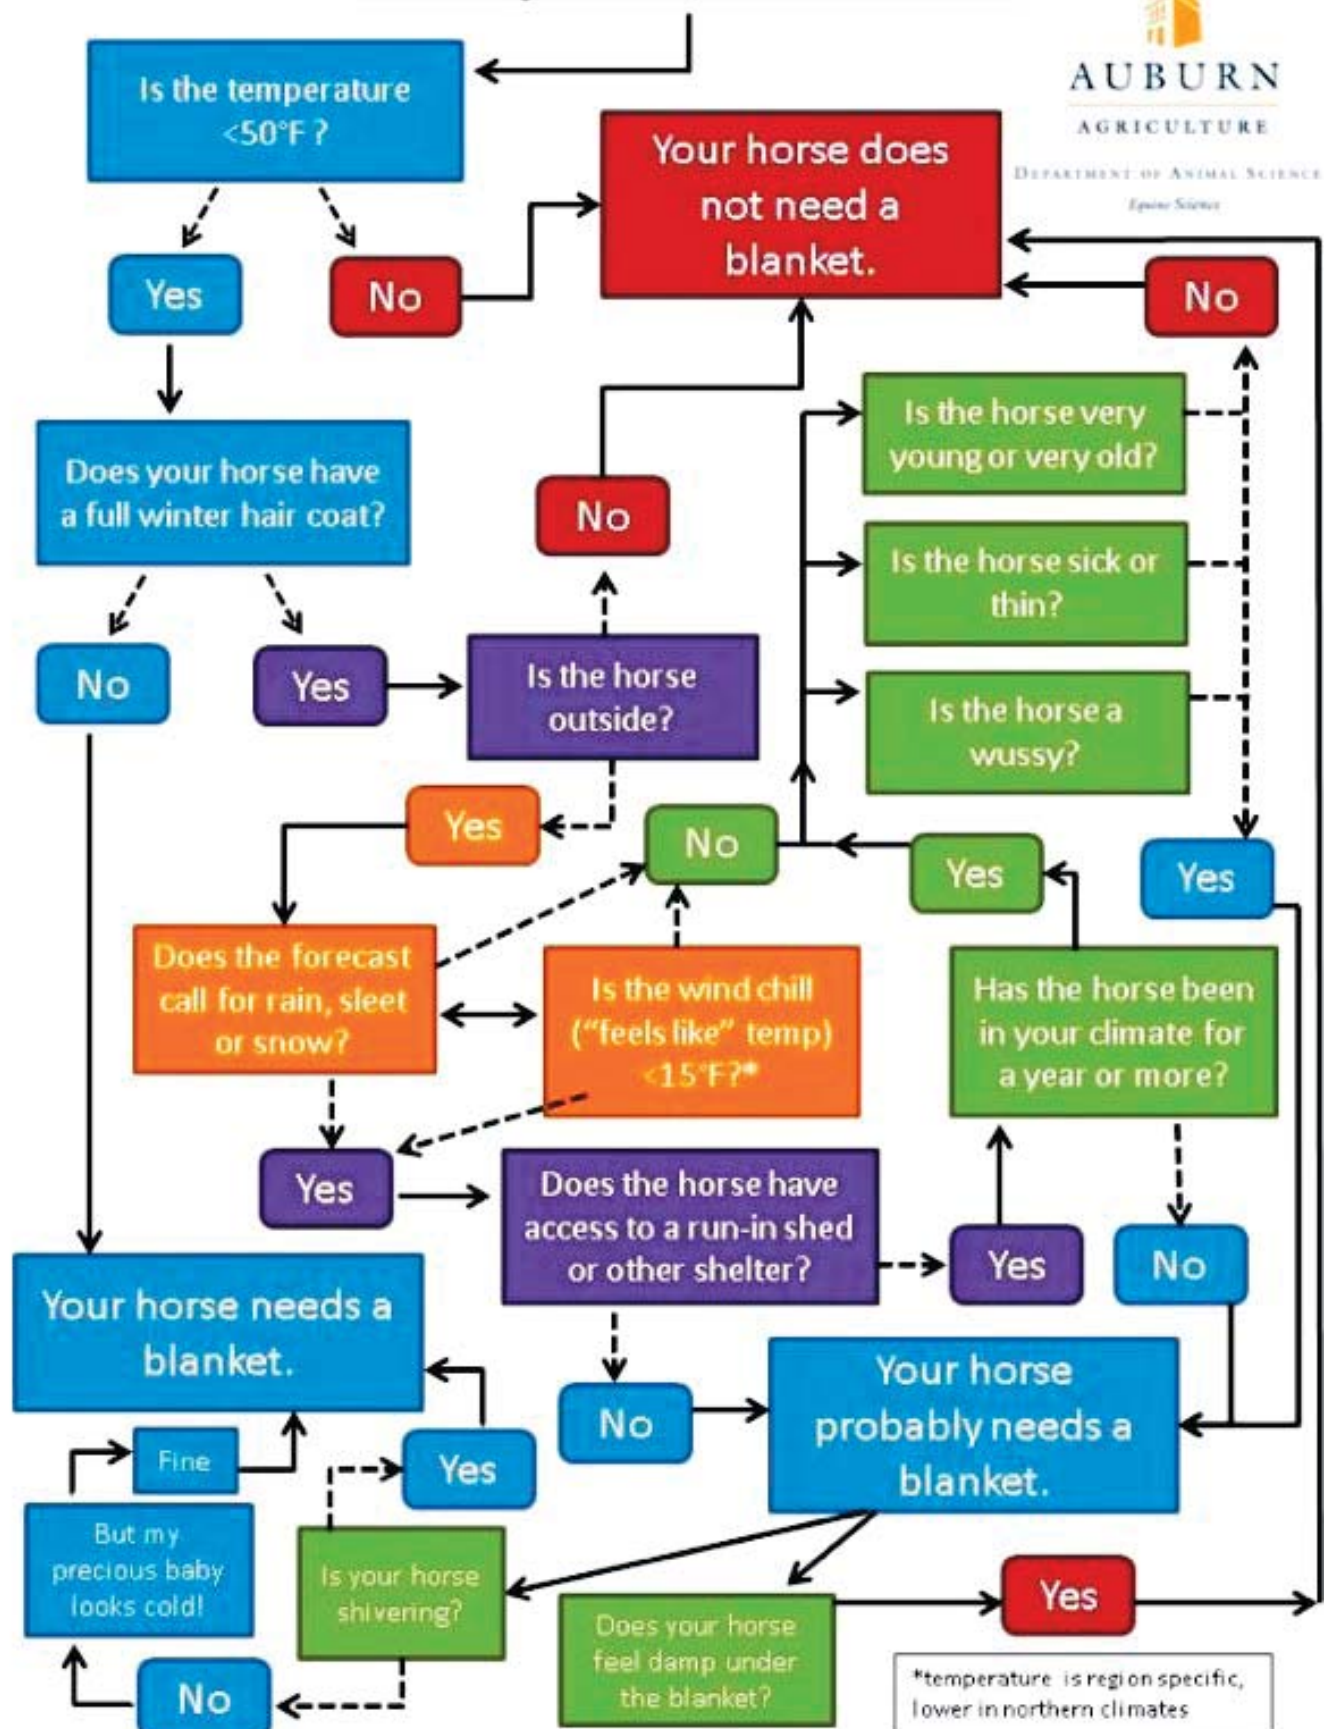 AUBURN
AGRICULTURE
DEPARTMENT OF ANIMAL SCIENCE
Equine Science
Is the temperature
<50°F ?
Your horse does
not need a
blanket.
Yes
No
No
Is the horse very
young or very old?
Does your horse have
a full winter hair coat?
No
Is the horse sick or
thin?
No
Yes
Is the horse
outside?
Is the horse a
wussy?
Yes
No
Yes
Yes
Does the forecast
call for rain, sleet
or snow?
Is the wind chill
("feels like" temp)
<15°F?*
Has the horse been
in your climate for
a year or more?
Yes
Does the horse have
access to a run-in shed
or other shelter?
Yes
No
Your horse needs a
blanket.
No
Your horse
probably needs a
blanket.
Fine
Yes
But my
precious baby
looks cold!
Is your horse
shivering?
Does your horse
feel damp under
the blanket?
Yes
No
*temperature is region specific,
lower in northern climates